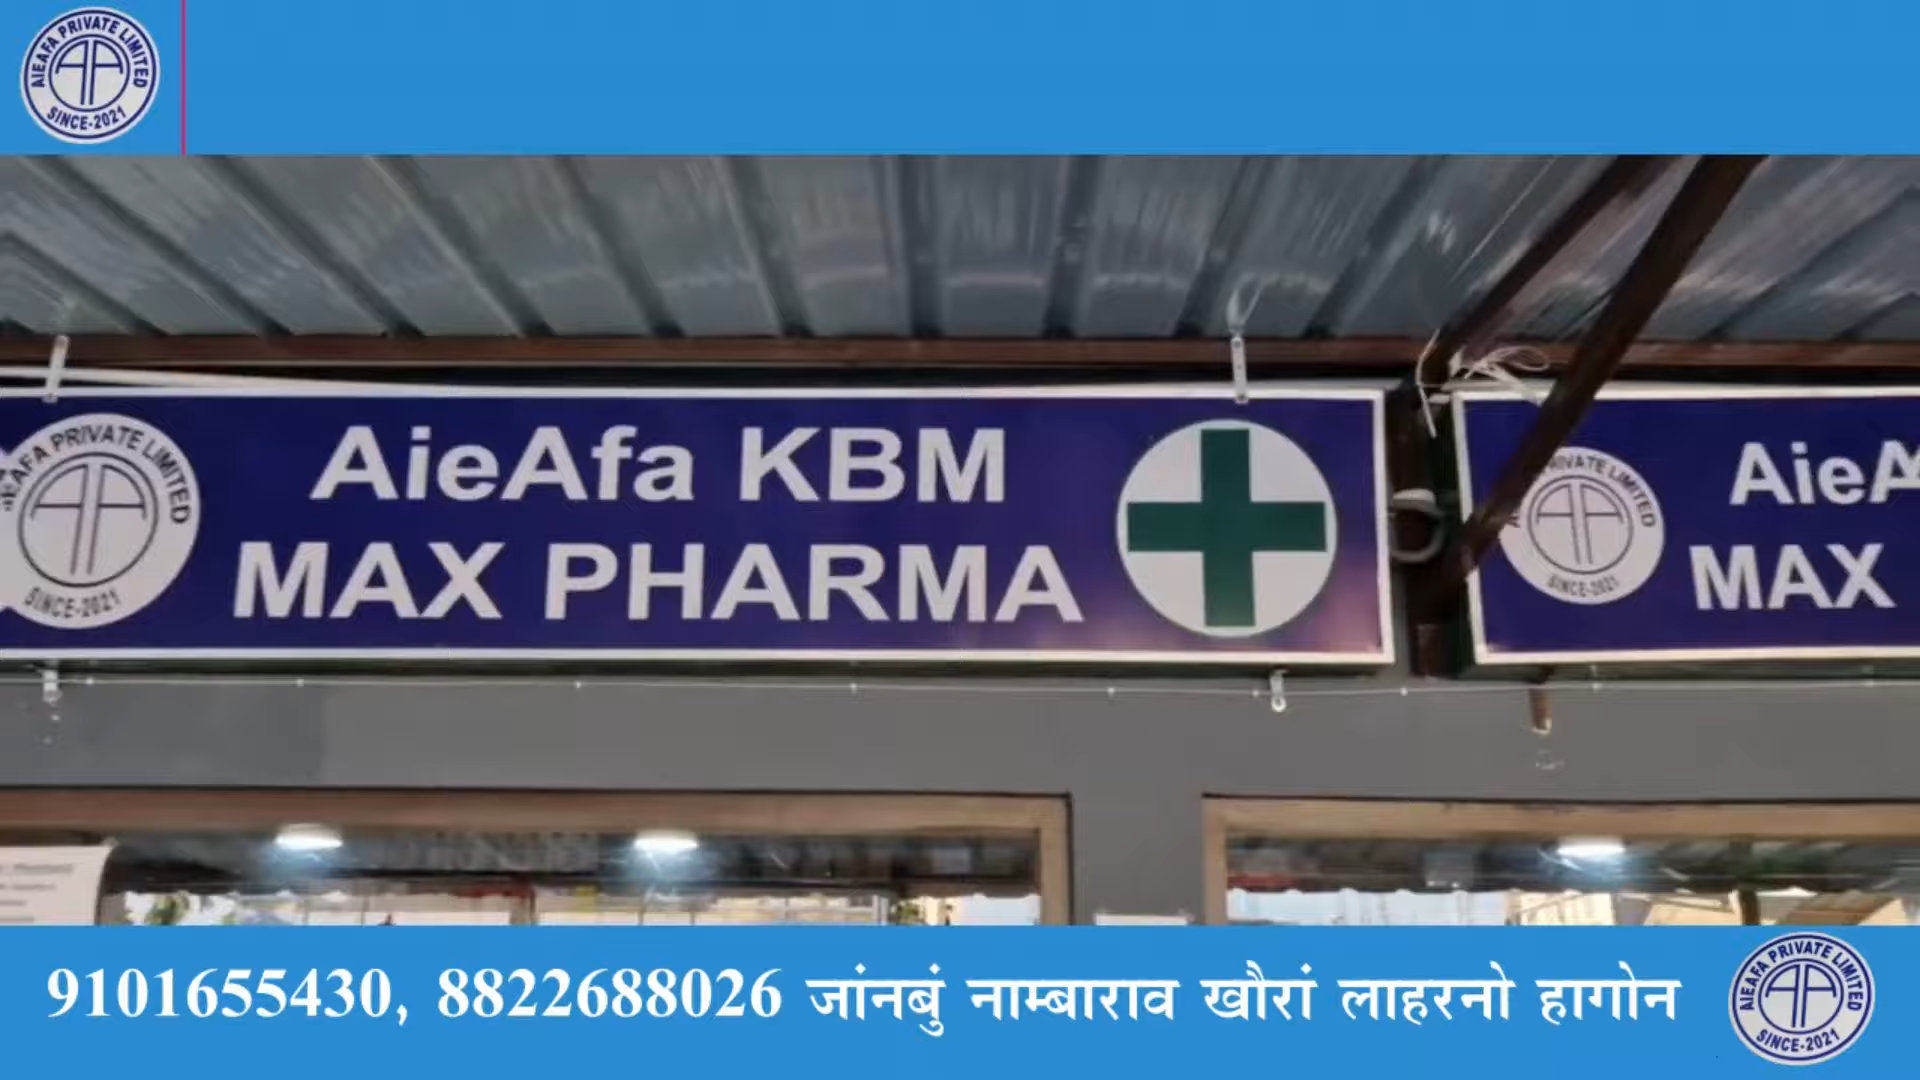 AIEAFA PRIVATE LIMITED
SINCE-2021
AIEAFA PRIVATE LIMITED
SINCE-2021
AieAfa KBM
MAX PHARMA
PRIVATE LIMITED
SINCE-2021
AieA
MAX
9101655430, 8822688026 जांनबुं नाम्बाराव खौरां लाहरनो हागोन
AIEAFA PRIVATE LIMITED
SINCE-2021